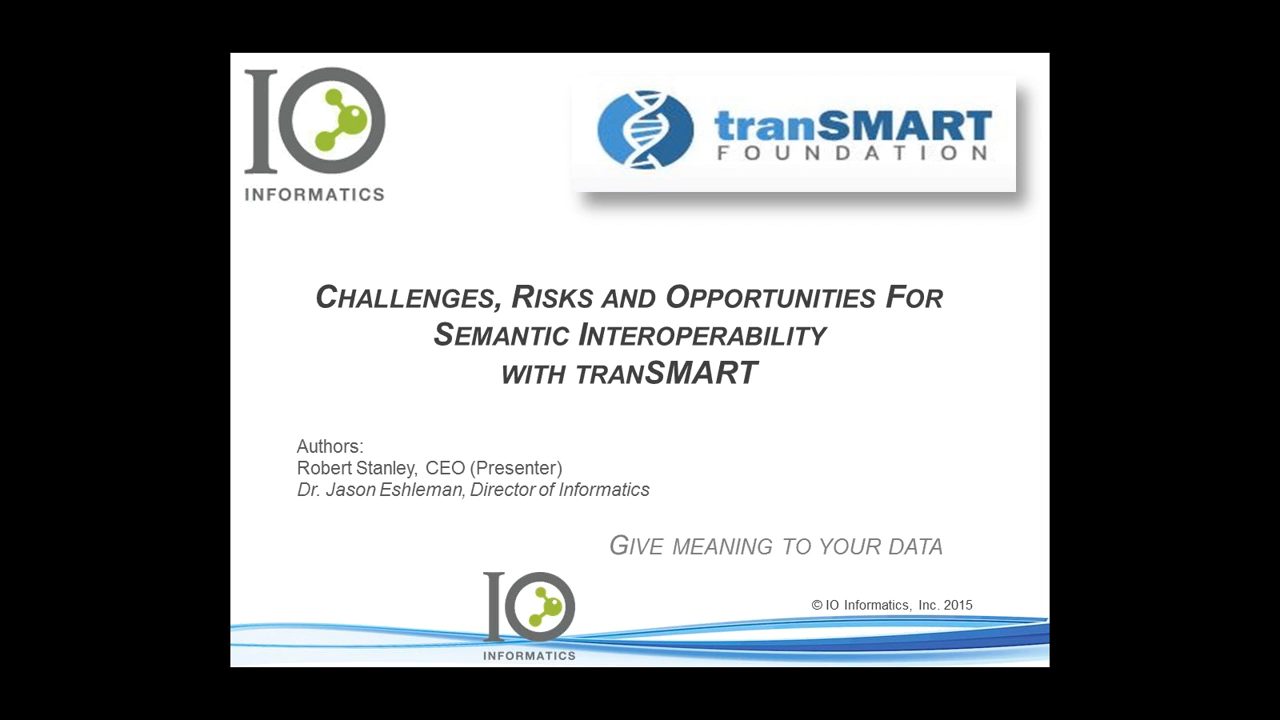 IO
INFORMATICS
tranSMART
FOUNDATION
CHALLENGES, RISKS AND OPPORTUNITIES FOR
SEMANTIC INTEROPERABILITY
WITH TRANSMART
Authors:
Robert Stanley, CEO (Presenter)
Dr. Jason Eshleman, Director of Informatics
GIVE MEANING TO YOUR DATA
© IO Informatics, Inc. 2015
IO
INFORMATICS